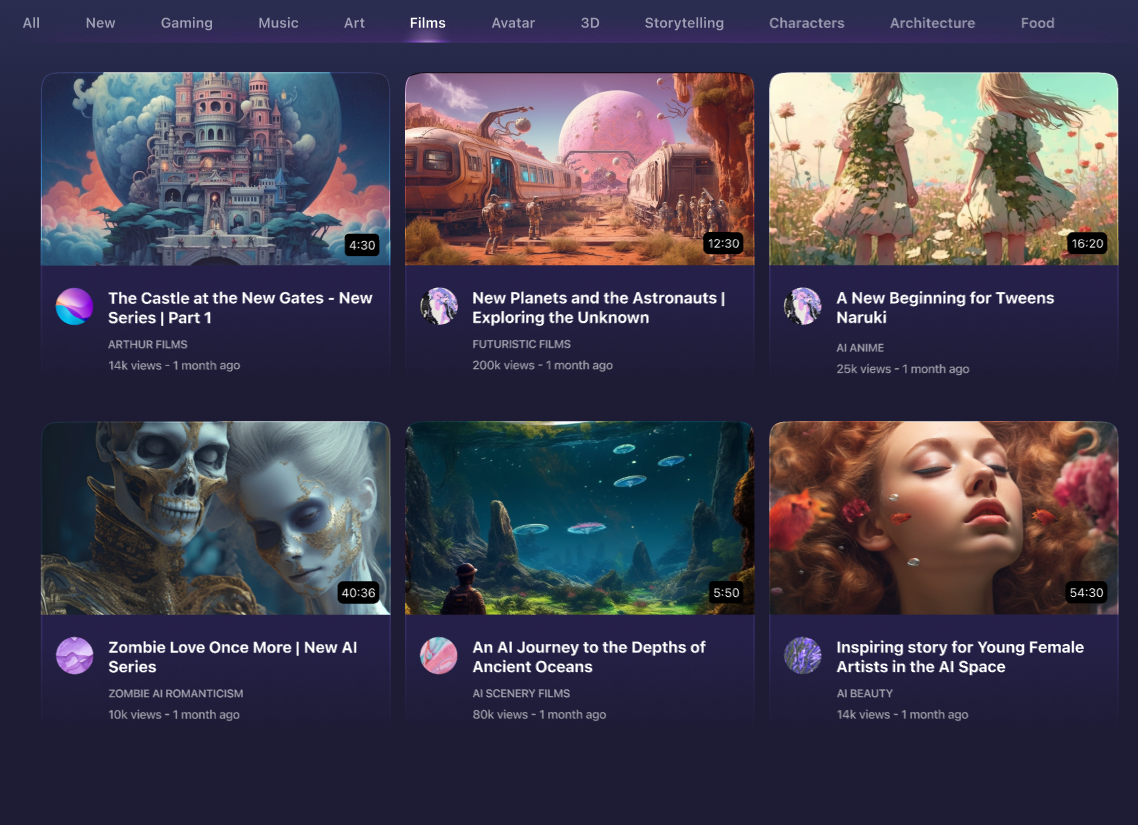 All New Gaming Music Art Films Avatar 3D Storytelling Characters Architecture Food
4:30
12:30
16:20
The Castle at the New Gates - New
Series | Part 1
ARTHUR FILMS
14k views - 1 month ago
New Planets and the Astronauts |
Exploring the Unknown
FUTURISTIC FILMS
200k views - 1 month ago
A New Beginning for Tweens
Naruki
AI ANIME
25k views - 1 month ago
40:36
5:50
54:30
Zombie Love Once More | New AI
Series
ZOMBIE AI ROMANTICISM
10k views - 1 month ago
An AI Journey to the Depths of
Ancient Oceans
AI SCENERY FILMS
80k views - 1 month ago
Inspiring story for Young Female
Artists in the AI Space
AI BEAUTY
14k views - 1 month ago